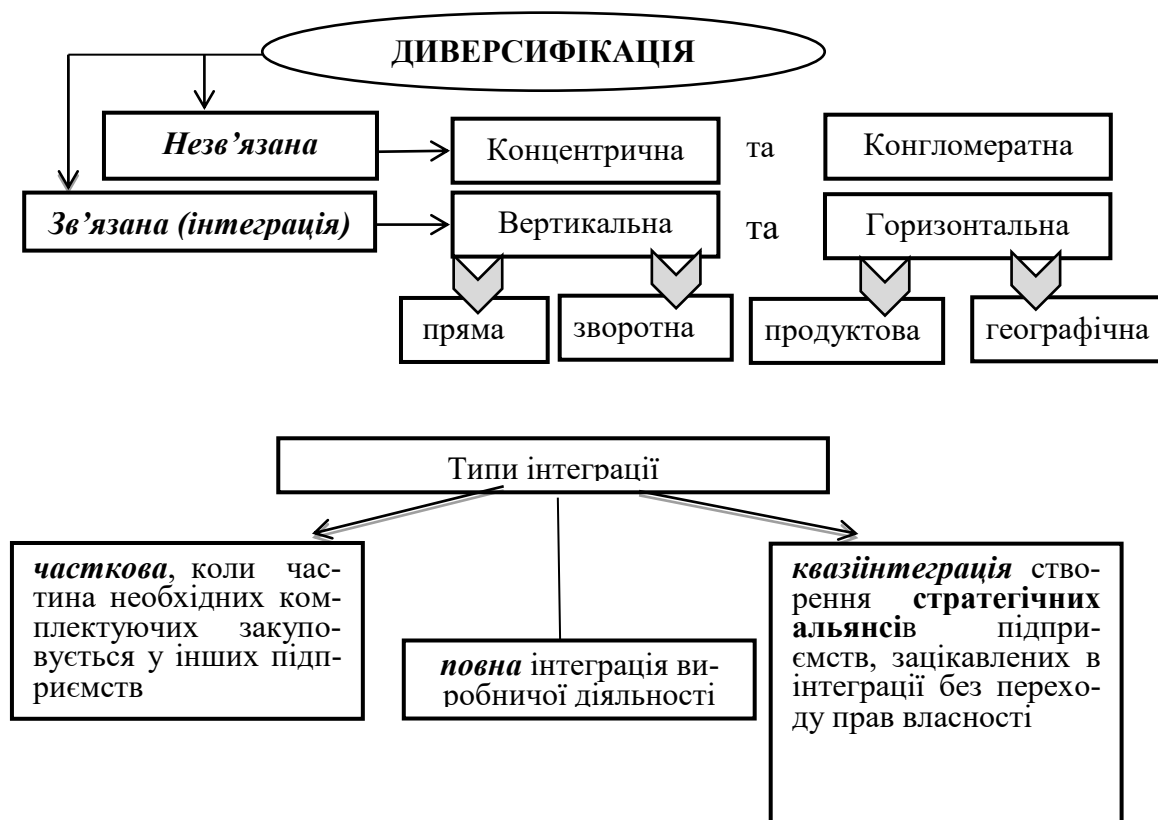 ДИВЕРСИФІКАЦІЯ
Незв’язана
Концентрична та Конгломератна
Зв’язана (інтеграція)
Вертикальна та Горизонтальна
пряма зворотна продуктова географічна
Типи інтеграції
часткова, коли час-
тина необхідних ком-
плектуючих закупо-
вується у інших підп-
риємств
повна інтеграція ви-
робничої діяльності
квазіінтеграція ство-
рення стратегічних
альянсів підпри-
ємств, зацікавлених в
інтеграції без перехо-
ду прав власності